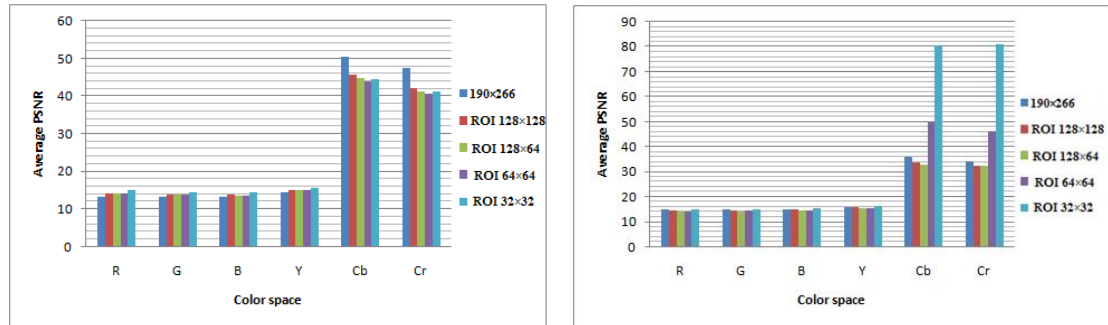 60
50
40
30
20
10
0
Average PSNR
R G B Y Cb Cr
Color space
190×266
ROI 128×128
ROI 128×64
ROI 64×64
ROI 32×32
90
80
70
60
50
40
30
20
10
0
Average PSNR
R G B Y Cb Cr
Color space
190×266
ROI 128×128
ROI 128×64
ROI 64×64
ROI 32×32